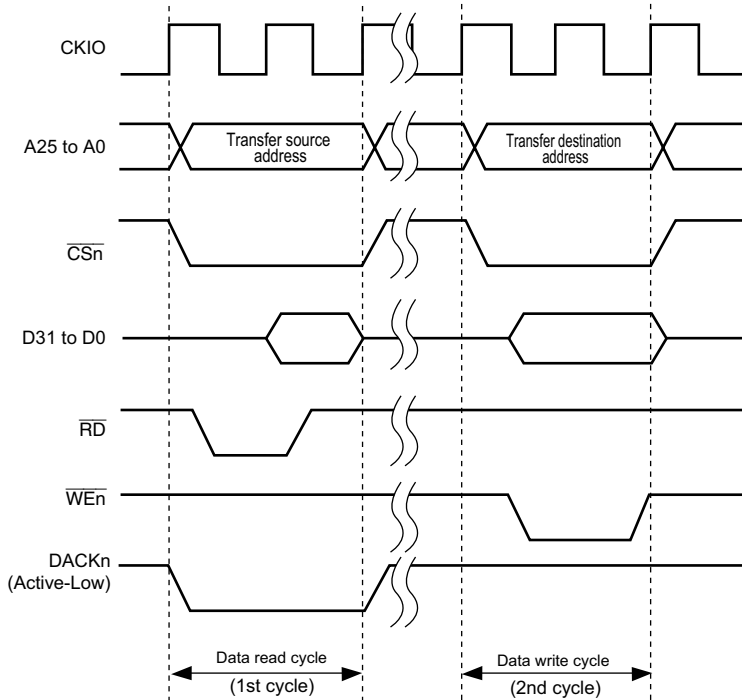 CKIO
A25 to A0
Transfer source
address
Transfer destination
address
CSn
D31 to D0
RD
WEn
DACKn
(Active-Low)
Data read cycle
(1st cycle)
Data write cycle
(2nd cycle)